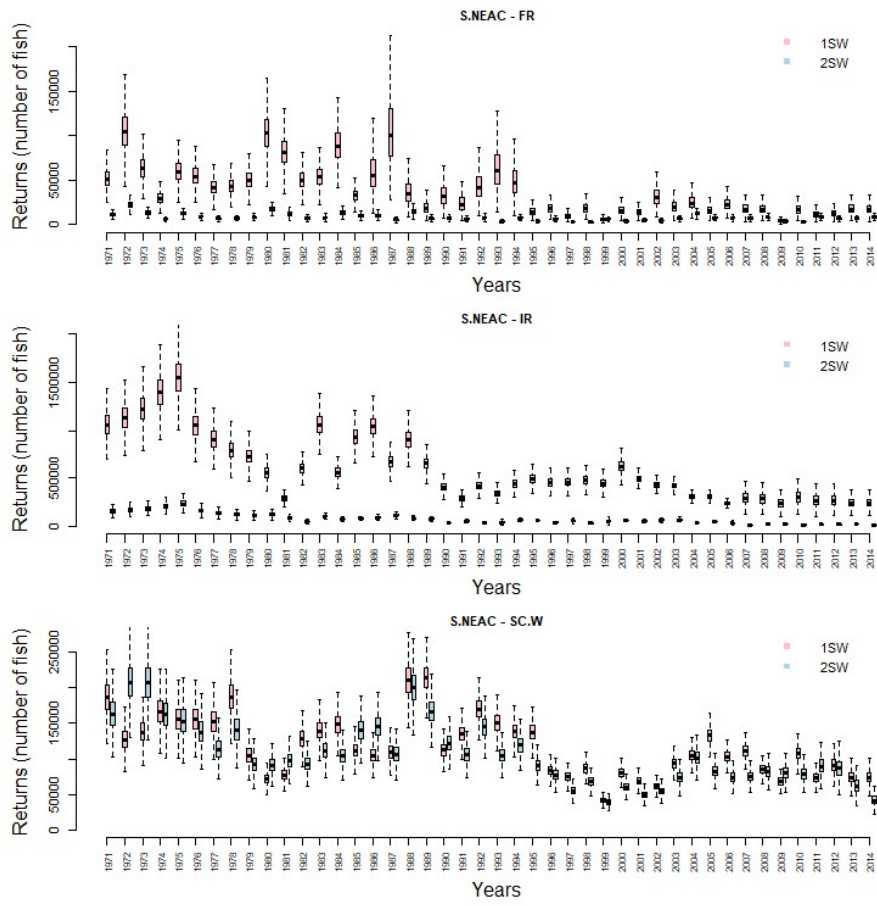 S.NEAC - FR
Returns (number of fish)
150000
50000
0
1SW
2SW
1971 1972 1973 1974 1975 1976 1977 1978 1979 1980 1981 1982 1983 1984 1985 1986 1987 1988 1989 1990 1991 1992 1993 1994 1995 1996 1997 1998 1999 2000 2001 2002 2003 2004 2005 2006 2007 2008 2009 2010 2011 2012 2013 2014
Years
S.NEAC - IR
Returns (number of fish)
1500000
500000
0
1SW
2SW
1971 1972 1973 1974 1975 1976 1977 1978 1979 1980 1981 1982 1983 1984 1985 1986 1987 1988 1989 1990 1991 1992 1993 1994 1995 1996 1997 1998 1999 2000 2001 2002 2003 2004 2005 2006 2007 2008 2009 2010 2011 2012 2013 2014
Years
S.NEAC - SC.W
Returns (number of fish)
250000
150000
50000
0
1SW
2SW
1971 1972 1973 1974 1975 1976 1977 1978 1979 1980 1981 1982 1983 1984 1985 1986 1987 1988 1989 1990 1991 1992 1993 1994 1995 1996 1997 1998 1999 2000 2001 2002 2003 2004 2005 2006 2007 2008 2009 2010 2011 2012 2013 2014
Years